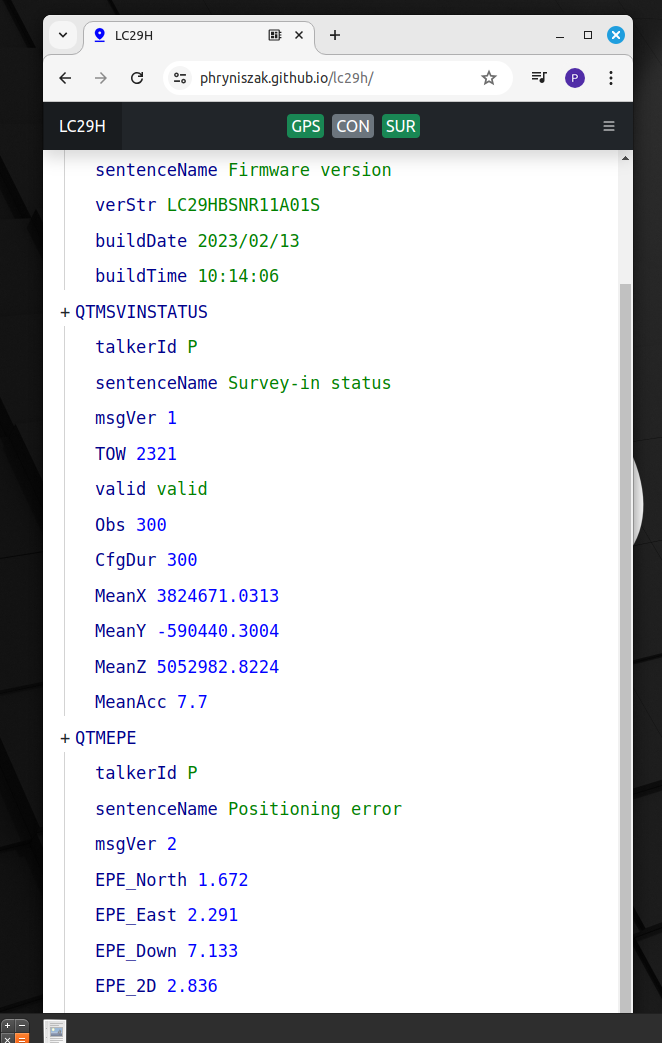 LC29H
phryniszak.github.io/lc29h/
P
LC29H GPS CON SUR
sentenceName Firmware version
verStr LC29HBSNR11A01S
buildDate 2023/02/13
buildTime 10:14:06
+ QTMSVINSTATUS
talkerId P
sentenceName Survey-in status
msgVer 1
TOW 2321
valid valid
Obs 300
CfgDur 300
MeanX 3824671.0313
MeanY -590440.3004
MeanZ 5052982.8224
MeanAcc 7.7
+ QTMEPE
talkerId P
sentenceName Positioning error
msgVer 2
EPE_North 1.672
EPE_East 2.291
EPE_Down 7.133
EPE_2D 2.836